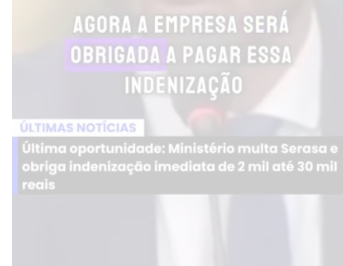 AGORA A EMPRESA SERÁ
OBRIGADA A PAGAR ESSA
INDENIZAÇÃO
ÚLTIMAS NOTÍCIAS
Última oportunidade: Ministério multa Serasa e
obriga indenização imediata de 2 mil até 30 mil
reais